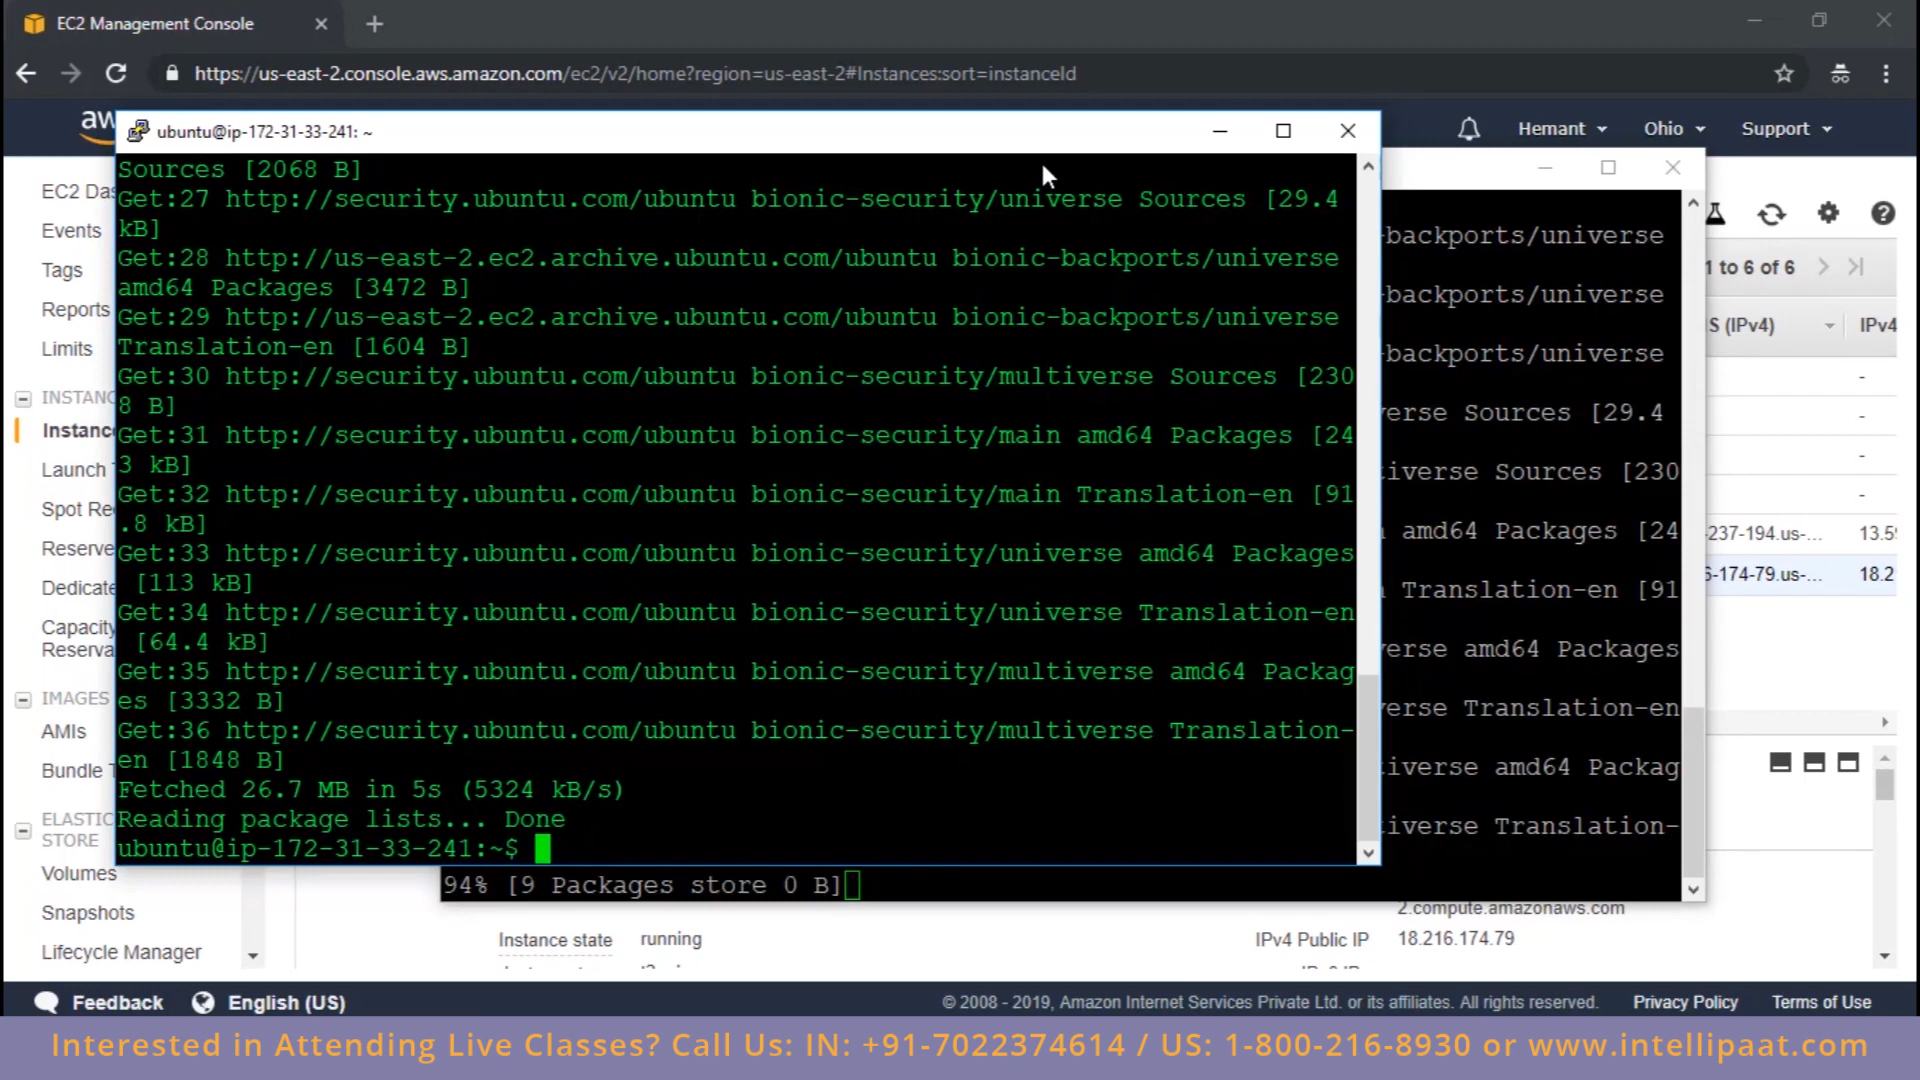 EC2 Management Console
https://us-east-2.console.aws.amazon.com/ec2/v2/home?region=us-east-2#Instances:sort=instanceId
aw
Hemant
Ohio
Support
ubuntu@ip-172-31-33-241: ~
Sources [2068 B]
Get:27 http://security.ubuntu.com/ubuntu bionic-security/universe Sources [29.4
kB]
Get:28 http://us-east-2.ec2.archive.ubuntu.com/ubuntu bionic-backports/universe
amd64 Packages [3472 B]
Get:29 http://us-east-2.ec2.archive.ubuntu.com/ubuntu bionic-backports/universe
Translation-en [1604 B]
Get:30 http://security.ubuntu.com/ubuntu bionic-security/multiverse Sources [230
8 B]
Get:31 http://security.ubuntu.com/ubuntu bionic-security/main amd64 Packages [24
3 kB]
Get:32 http://security.ubuntu.com/ubuntu bionic-security/main Translation-en [91
.8 kB]
Get:33 http://security.ubuntu.com/ubuntu bionic-security/universe amd64 Packages
[113 kB]
Get:34 http://security.ubuntu.com/ubuntu bionic-security/universe Translation-en
[64.4 kB]
Get:35 http://security.ubuntu.com/ubuntu bionic-security/multiverse amd64 Packag
es [3332 B]
Get:36 http://security.ubuntu.com/ubuntu bionic-security/multiverse Translation-
en [1848 B]
Fetched 26.7 MB in 5s (5324 kB/s)
Reading package lists... Done
ubuntu@ip-172-31-33-241:~$
-backports/universe
-backports/universe
-backports/universe
verse Sources [29.4
tiverse Sources [230
amd64 Packages [24
Translation-en [91
verse amd64 Packages
verse Translation-en
tiverse amd64 Packag
tiverse Translation-
94% [9 Packages store 0 B]
EC2 Das
Events
Tags
Reports
Limits
INSTANC
Instanc
Launch T
Spot Re
Reserve
Dedicate
Capacity
Reserva
IMAGES
AMIs
Bundle T
ELASTIC
STORE
Volumes
Snapshots
Lifecycle Manager
1 to 6 of 6
S (IPv4)
IPv4
-
-
-
-
-237-194.us-...
13.5
6-174-79.us-...
18.2
2.compute.amazonaws.com
Instance state
running
IPv4 Public IP
18.216.174.79
Feedback
English (US)
© 2008 - 2019, Amazon Internet Services Private Ltd. or its affiliates. All rights reserved.
Privacy Policy
Terms of Use
Interested in Attending Live Classes? Call Us: IN: +91-7022374614 / US: 1-800-216-8930 or www.intellipaat.com